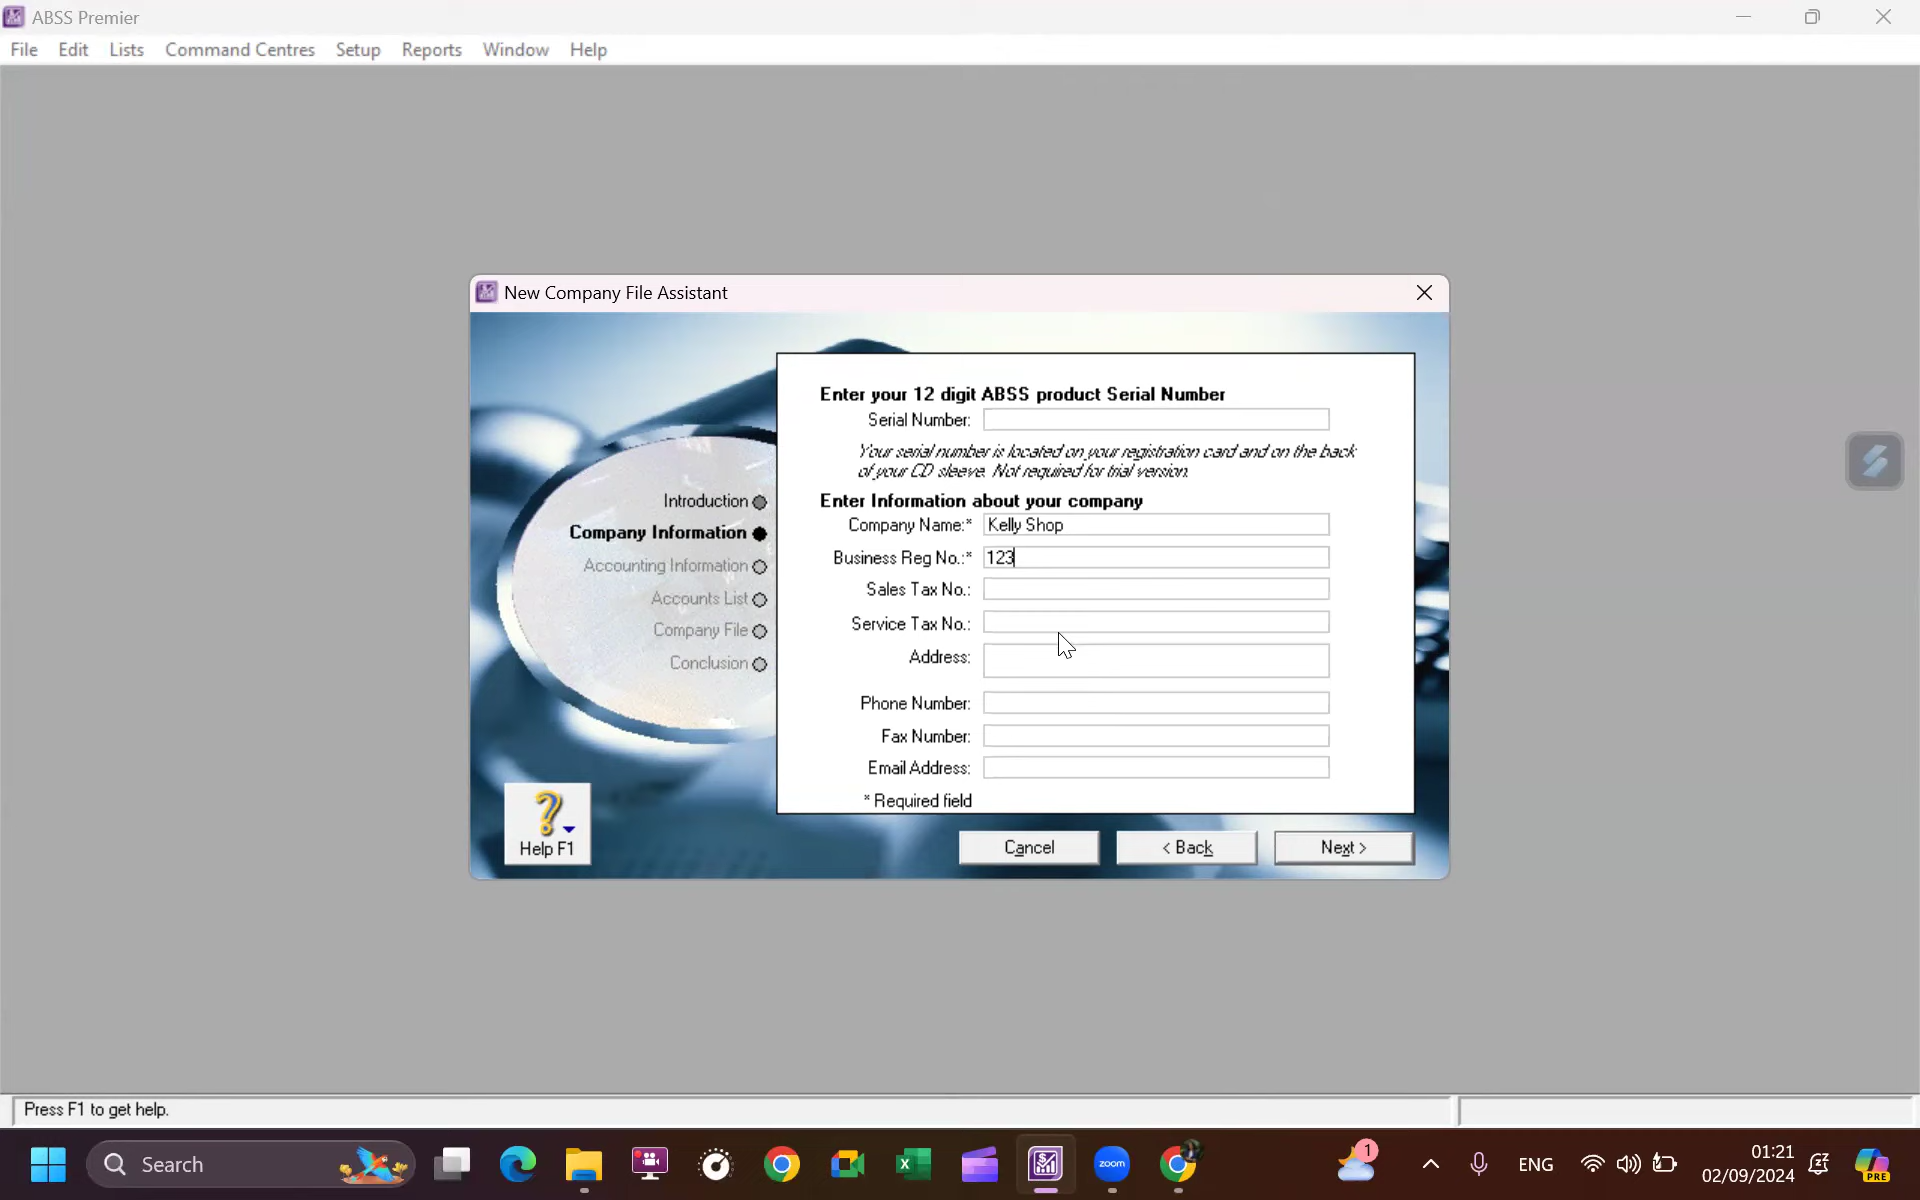 ABSS Premier
File Edit Lists Command Centres Setup Reports Window Help
New Company File Assistant
Introduction
Company Information
Accounting Information
Accounts List
Company File
Conclusion
Enter your 12 digit ABSS product Serial Number
Serial Number:
Your serial number is located on your registration card and on the back
of your CD sleeve. Not required for trial version.
Enter Information about your company
Company Name:* Kelly Shop
Business Reg No.:* 123
Sales Tax No.:
Service Tax No.:
Address:
Phone Number:
Fax Number:
Email Address:
* Required field
Help F1
Cancel < Back Next >
Press F1 to get help.
Search
zoom
1
ENG
01:21
02/09/2024
PRE